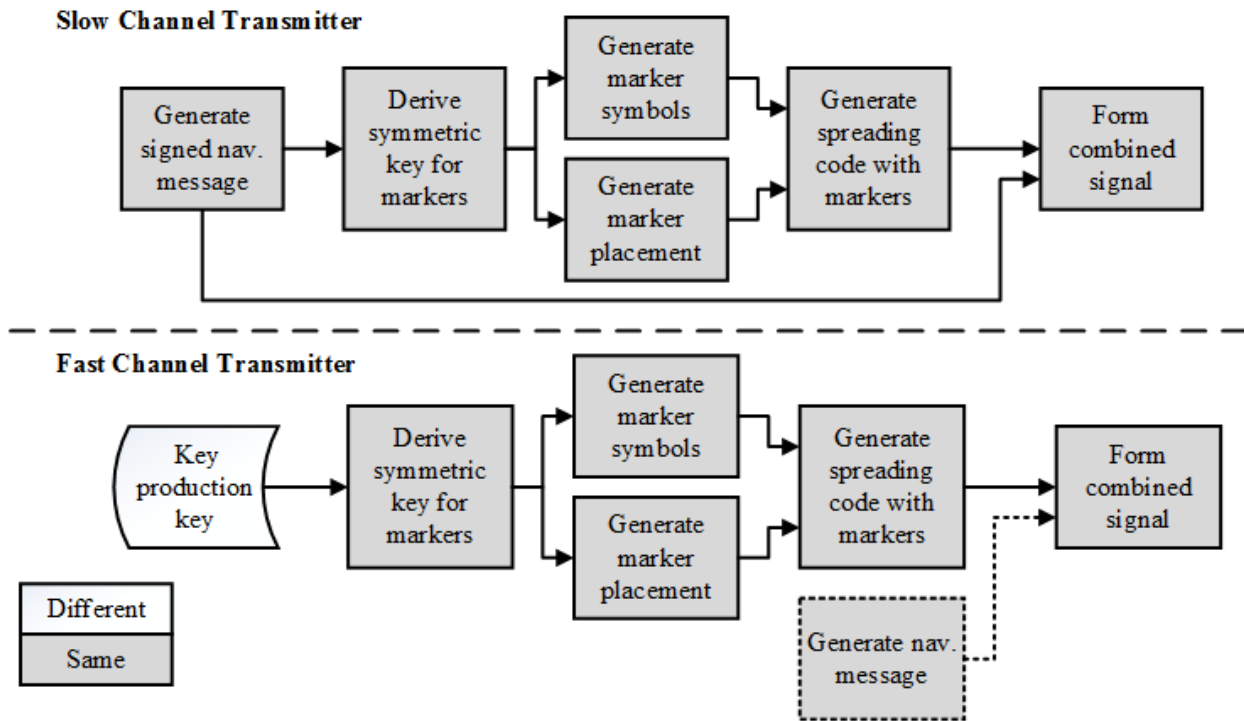 Slow Channel Transmitter
Generate
signed nav.
message
Derive
symmetric
key for
markers
Generate
marker
symbols
Generate
marker
placement
Generate
spreading
code with
markers
Form
combined
signal
Fast Channel Transmitter
Key
production
key
Derive
symmetric
key for
markers
Generate
marker
symbols
Generate
marker
placement
Generate
spreading
code with
markers
Form
combined
signal
Generate nav.
message
Different
Same